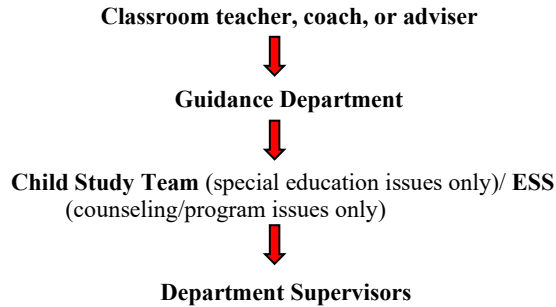 Classroom teacher, coach, or adviser
Guidance Department
Child Study Team (special education issues only)/ ESS
(counseling/program issues only)
Department Supervisors